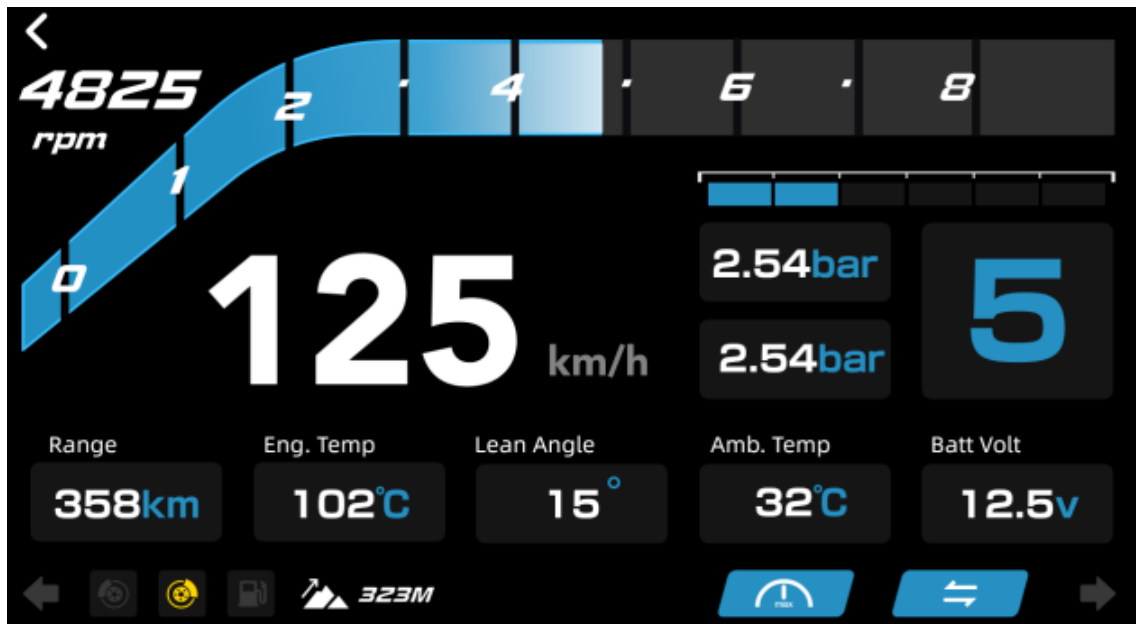 4825
rpm
0 1 2 4 6 8
125 km/h
2.54bar
2.54bar
5
Range Eng. Temp Lean Angle Amb. Temp Batt Volt
358km 102℃ 15° 32℃ 12.5v
323M
max